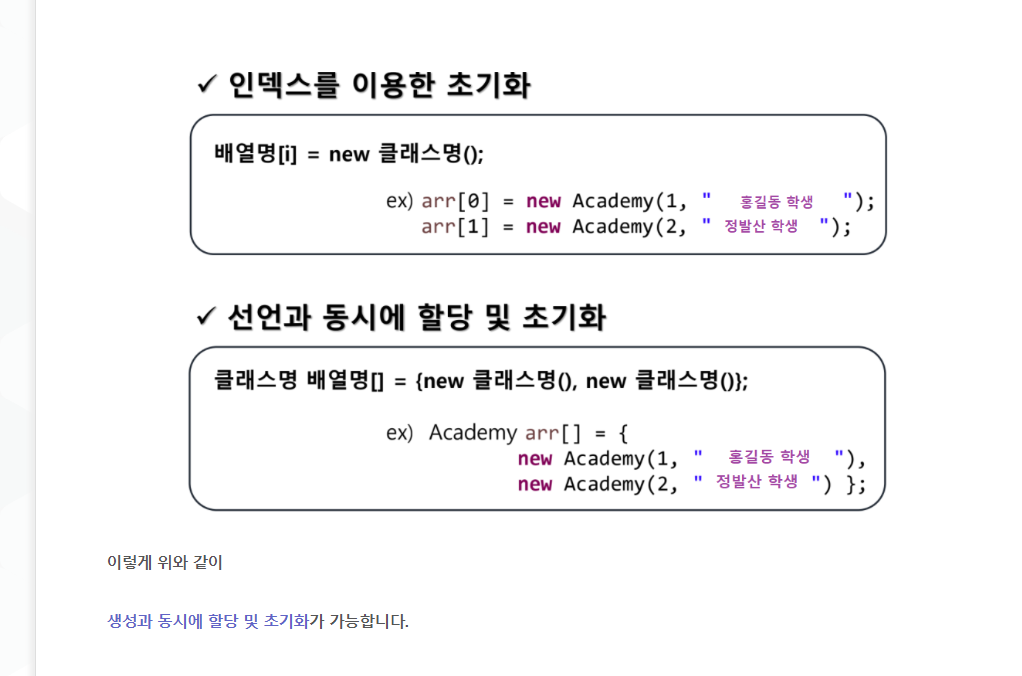 ✓ 인덱스를 이용한 초기화
배열명[i] = new 클래스명();
ex) arr[0] = new Academy(1, " 홍길동 학생 ");
arr[1] = new Academy(2, " 정발산 학생 ");
✓ 선언과 동시에 할당 및 초기화
클래스명 배열명[] = {new 클래스명(), new 클래스명()};
ex) Academy arr[] = {
new Academy(1, " 홍길동 학생 "),
new Academy(2, " 정발산 학생 ") };
이렇게 위와 같이
생성과 동시에 할당 및 초기화가 가능합니다.